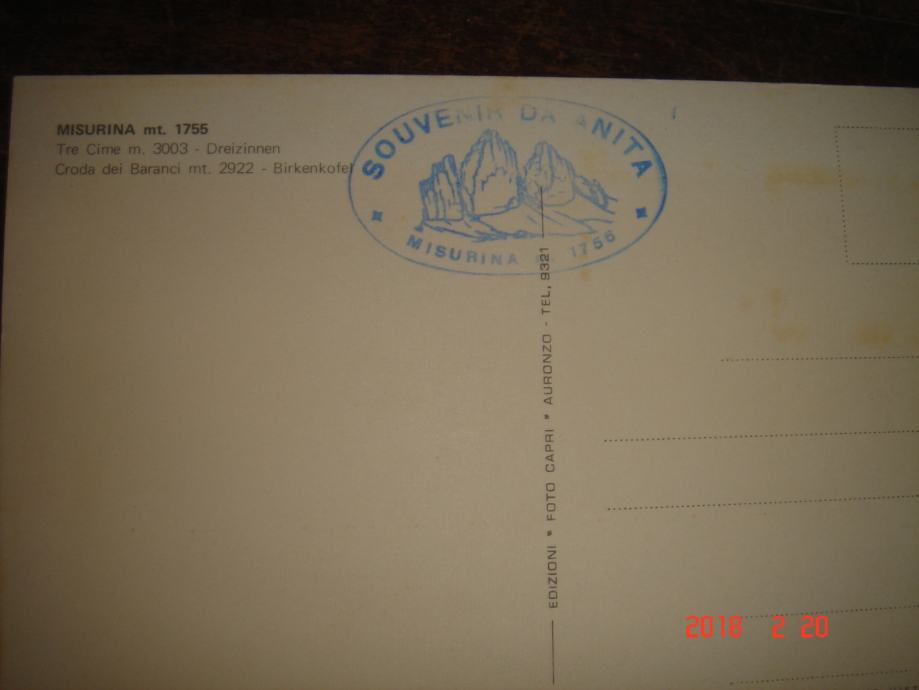 MISURINA mt. 1755
Tre Cime m. 3003 - Dreizinnen
Croda dei Baranci mt. 2922 - Birkenkofel
SOUVENIR DA ANITA
MISURINA m. 1756
EDIZIONI * FOTO CAPRI * AURONZO - TEL, 9321
2018 2 20